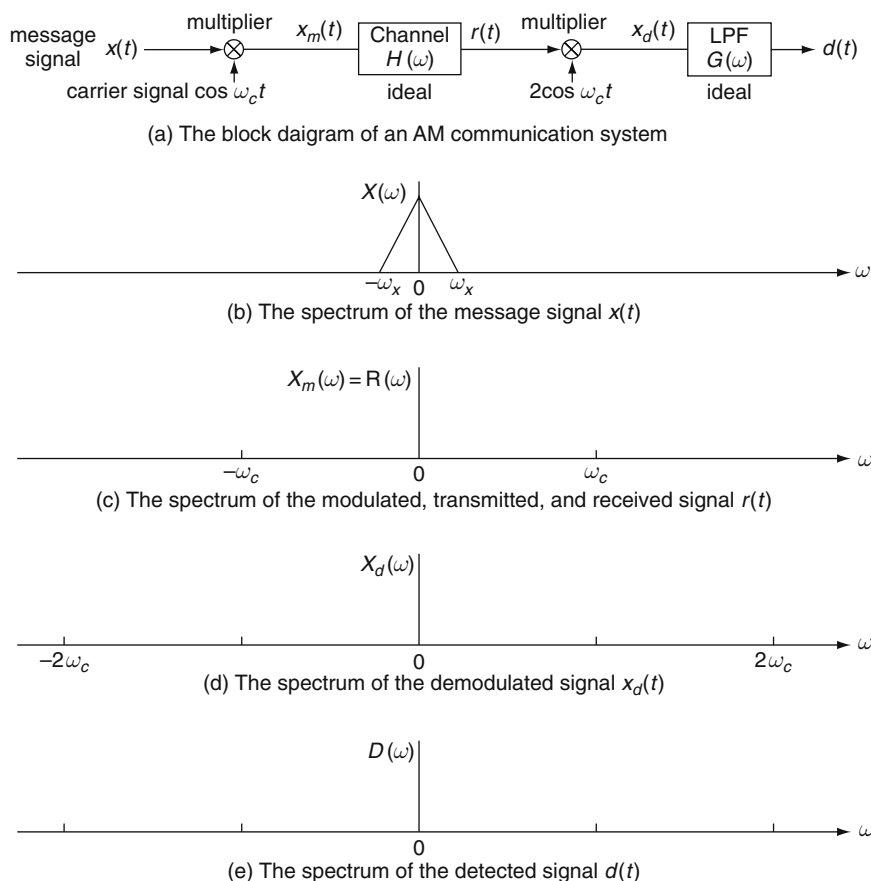 multiplier x_m(t) Channel r(t) multiplier x_d(t) LPF
message x(t) H(ω) G(ω) d(t)
signal
carrier signal cos ω_c t ideal 2cos ω_c t ideal
(a) The block daigram of an AM communication system
X(ω)
−ω_x 0 ω_x ω
(b) The spectrum of the message signal x(t)
X_m(ω) = R(ω)
−ω_c 0 ω_c ω
(c) The spectrum of the modulated, transmitted, and received signal r(t)
X_d(ω)
−2ω_c 0 2ω_c ω
(d) The spectrum of the demodulated signal x_d(t)
D(ω)
0 ω
(e) The spectrum of the detected signal d(t)